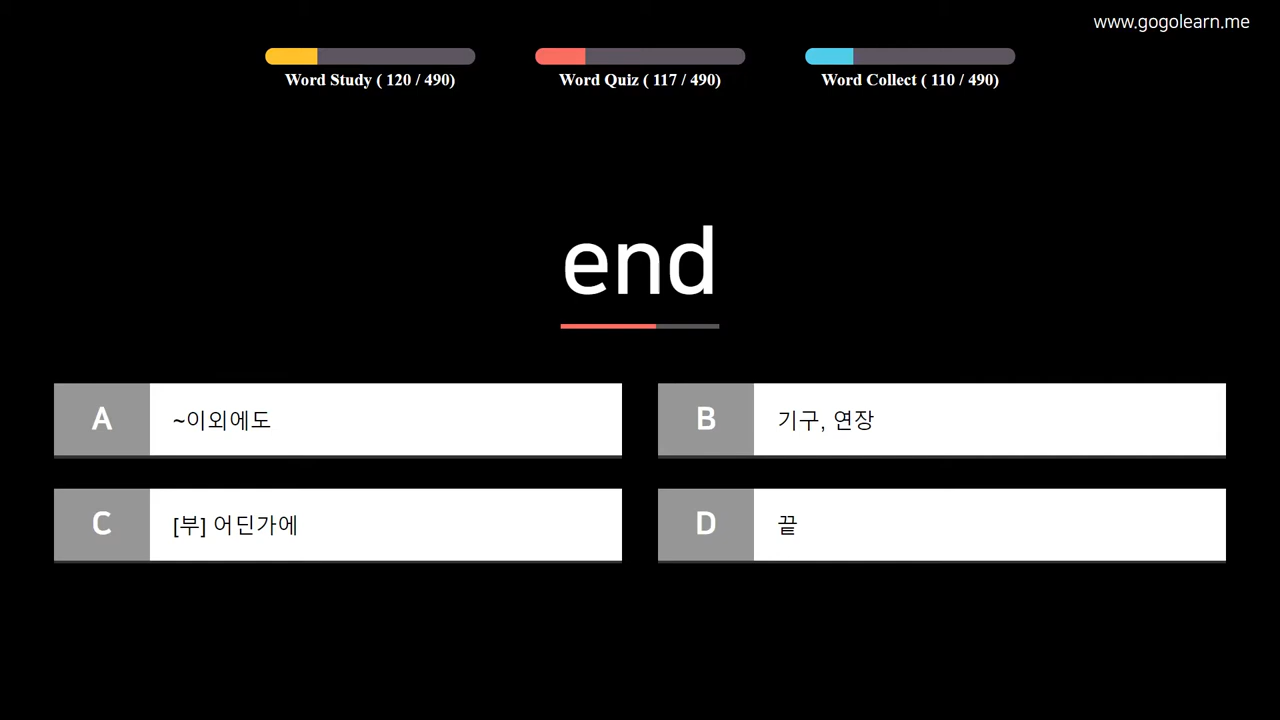 www.gogolearn.me
Word Study ( 120 / 490)
Word Quiz ( 117 / 490)
Word Collect ( 110 / 490)
end
A
~이외에도
B
기구, 연장
C
[부] 어딘가에
D
끝